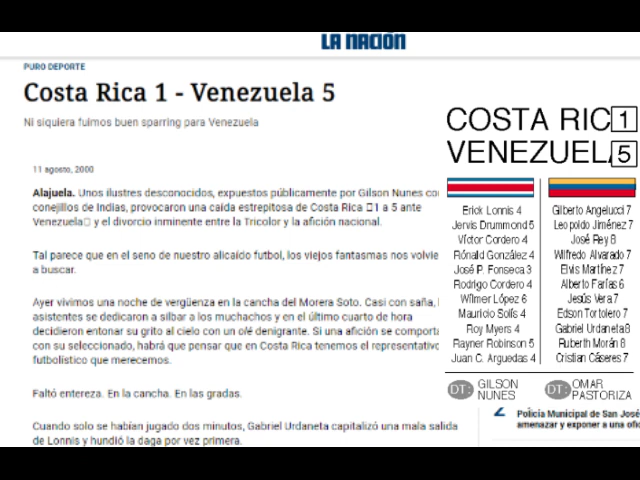 LA NACIÓN
PURO DEPORTE
Costa Rica 1 - Venezuela 5
Ni siquiera fuimos buen sparring para Venezuela
11 agosto, 2000
Alajuela. Unos ilustres desconocidos, expuestos públicamente por Gilson Nunes co
conejillos de Indias, provocaron una caída estrepitosa de Costa Rica □1 a 5 ante
Venezuela□ y el divorcio inminente entre la Tricolor y la afición nacional.
Tal parece que en el seno de nuestro alicaído futbol, los viejos fantasmas nos volvie
a buscar.
Ayer vivimos una noche de vergüenza en la cancha del Morera Soto. Casi con saña, l
asistentes se dedicaron a silbar a los muchachos y en el último cuarto de hora
decidieron entonar su grito al cielo con un olé denigrante. Si una afición se comporta
con su seleccionado, habrá que pensar que en Costa Rica tenemos el representativo
futbolístico que merecemos.
Faltó entereza. En la cancha. En las gradas.
Cuando solo se habían jugado dos minutos, Gabriel Urdaneta capitalizó una mala salida
de Lonnis y hundió la daga por vez primera.
COSTA RIC 1
VENEZUELA 5
Erick Lonnis 4
Jervis Drummond 5
Víctor Cordero 4
Rónald González 4
José P. Fonseca 3
Rodrigo Cordero 4
Wilmer López 6
Mauricio Solís 4
Roy Myers 4
Rayner Robinson 5
Juan C. Arguedas 4
DT: GILSON
NUNES
Gilberto Angelucci 7
Leopoldo Jiménez 7
José Rey 8
Wilfredo Alvarado 7
Elvis Martínez 7
Alberto Farías 6
Jesús Vera 7
Edson Tortolero 7
Gabriel Urdaneta 8
Ruberth Morán 8
Cristian Cáseres 7
DT: OMAR
PASTORIZA
Policía Municipal de San José
amenazar y exponer a una ofic